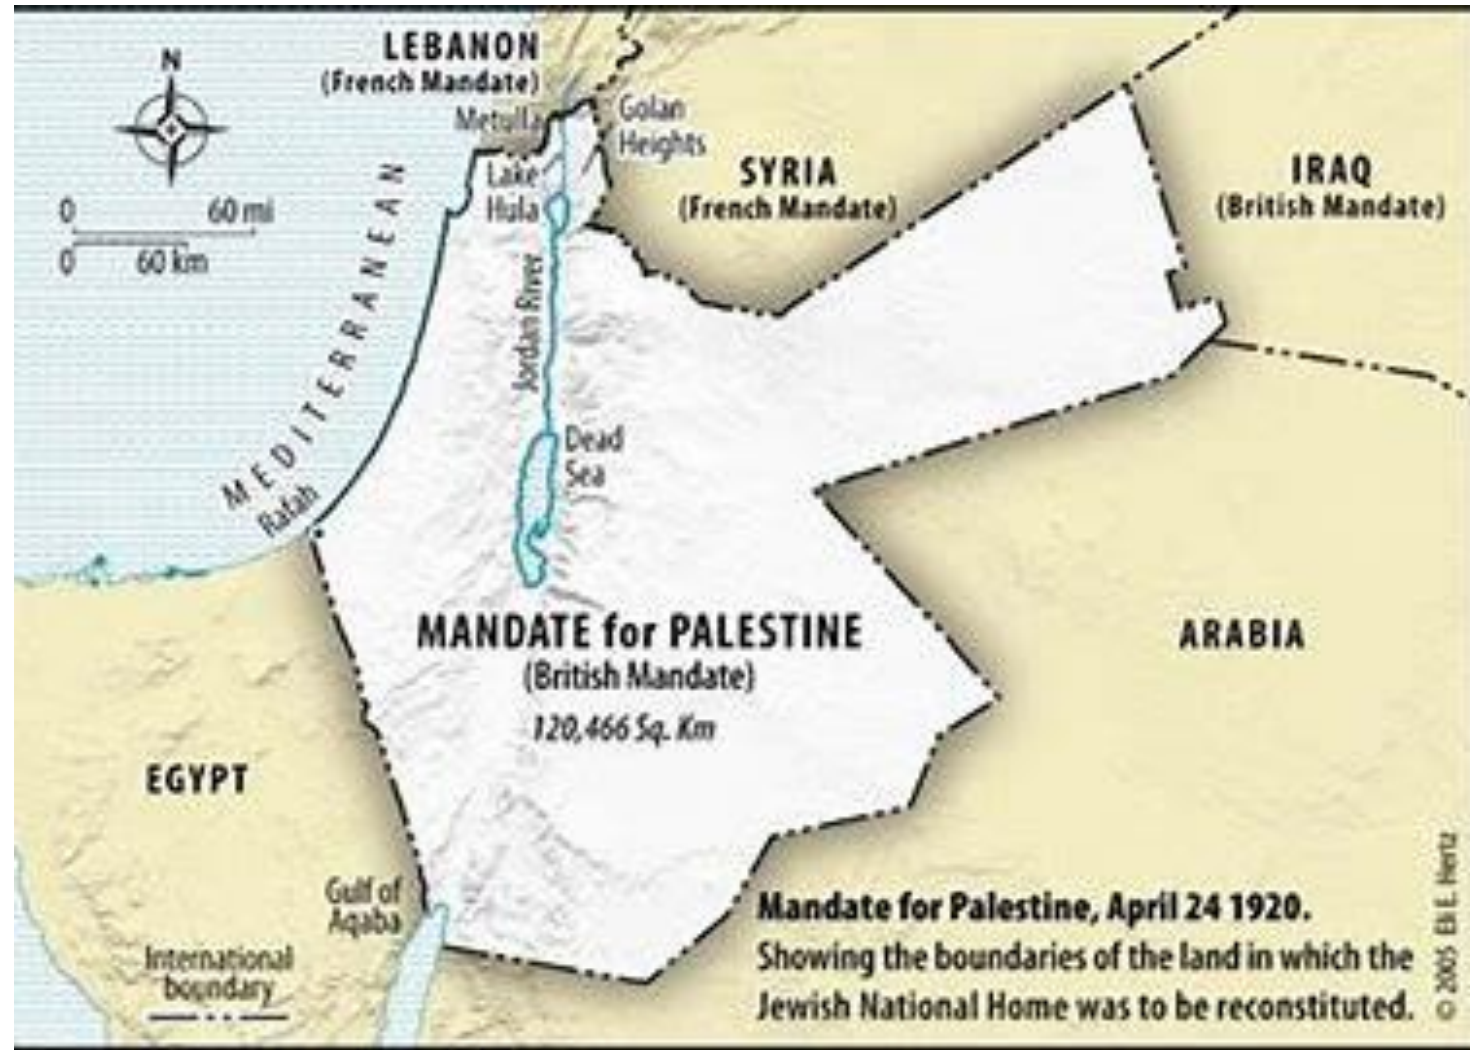 LEBANON
(French Mandate)
N
Metulla
Golan
Heights
Lake
Hula
SYRIA
(French Mandate)
IRAQ
(British Mandate)
0 60 mi
0 60 km
MEDITERRANEAN
Jordan River
Rafah
Dead
Sea
MANDATE for PALESTINE
(British Mandate)
120,466 Sq. Km
ARABIA
EGYPT
Gulf of
Aqaba
International
boundary
Mandate for Palestine, April 24 1920.
Showing the boundaries of the land in which the
Jewish National Home was to be reconstituted.
© 2005 Eli E. Hertz